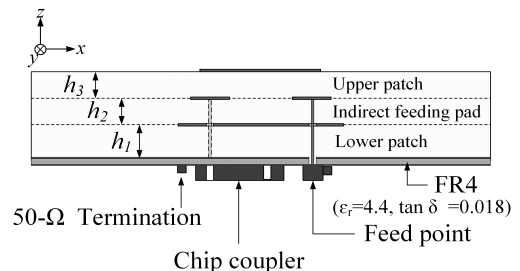 z
y
x
h3
h2
h1
Upper patch
Indirect feeding pad
Lower patch
FR4
(εr=4.4, tan δ =0.018)
50-Ω Termination
Feed point
Chip coupler